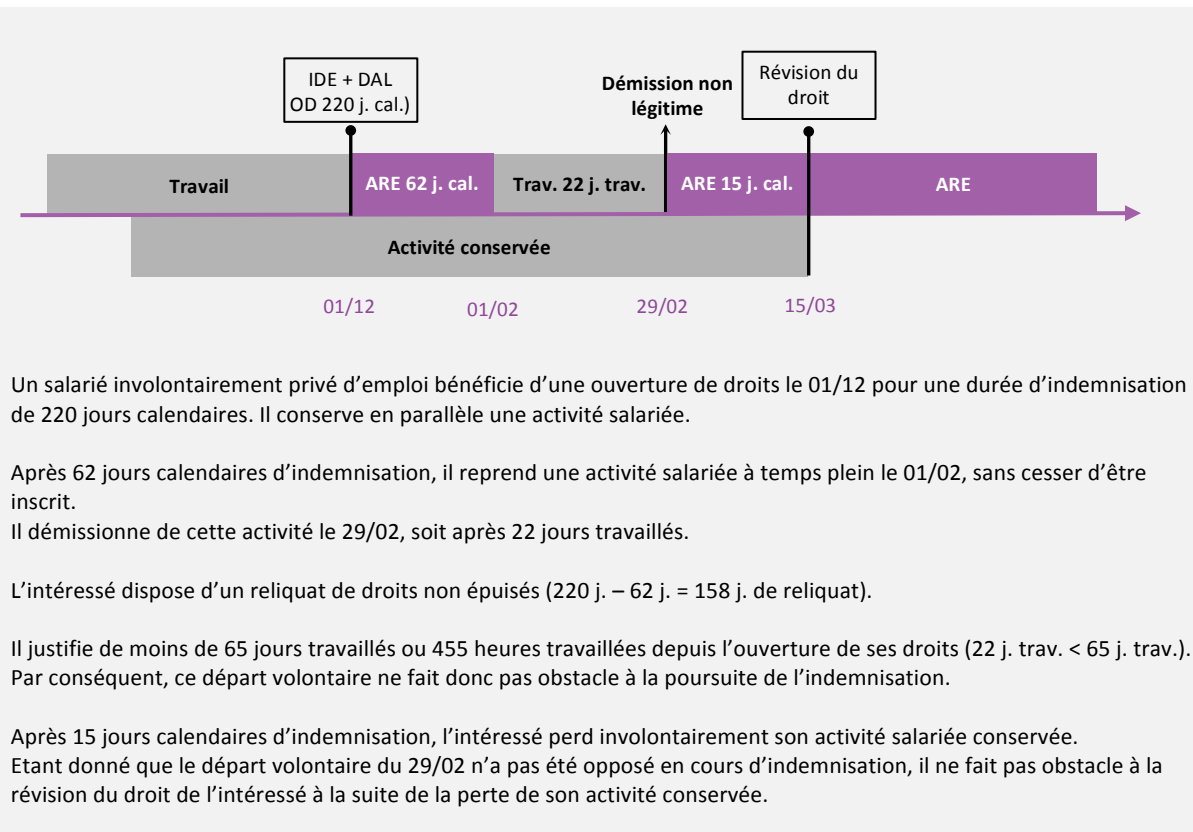 IDE + DAL
OD 220 j. cal.)
Démission non
légitime
Révision du
droit
Travail
ARE 62 j. cal.
Trav. 22 j. trav.
ARE 15 j. cal.
ARE
Activité conservée
01/12
01/02
29/02
15/03
Un salarié involontairement privé d’emploi bénéficie d’une ouverture de droits le 01/12 pour une durée d’indemnisation
de 220 jours calendaires. Il conserve en parallèle une activité salariée.
Après 62 jours calendaires d’indemnisation, il reprend une activité salariée à temps plein le 01/02, sans cesser d’être
inscrit.
Il démissionne de cette activité le 29/02, soit après 22 jours travaillés.
L’intéressé dispose d’un reliquat de droits non épuisés (220 j. – 62 j. = 158 j. de reliquat).
Il justifie de moins de 65 jours travaillés ou 455 heures travaillées depuis l’ouverture de ses droits (22 j. trav. < 65 j. trav.).
Par conséquent, ce départ volontaire ne fait donc pas obstacle à la poursuite de l’indemnisation.
Après 15 jours calendaires d’indemnisation, l’intéressé perd involontairement son activité salariée conservée.
Etant donné que le départ volontaire du 29/02 n’a pas été opposé en cours d’indemnisation, il ne fait pas obstacle à la
révision du droit de l’intéressé à la suite de la perte de son activité conservée.